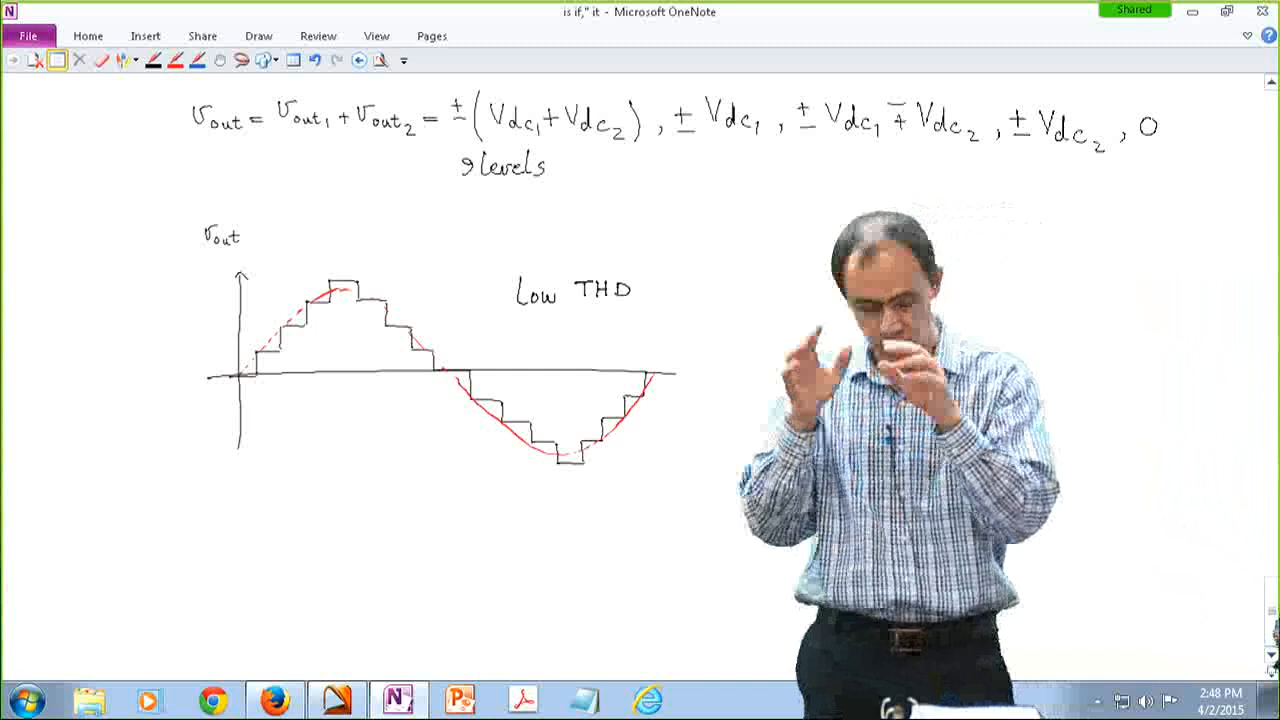 is if," it - Microsoft OneNote
Shared
File Home Insert Share Draw Review View Pages
Vout = Vout1 + Vout2 = ± (Vdc1 + Vdc2) , ± Vdc1 , ± Vdc1 ∓ Vdc2 , ± Vdc2 , 0
9 levels
Vout
Low THD
2:48 PM
4/2/2015